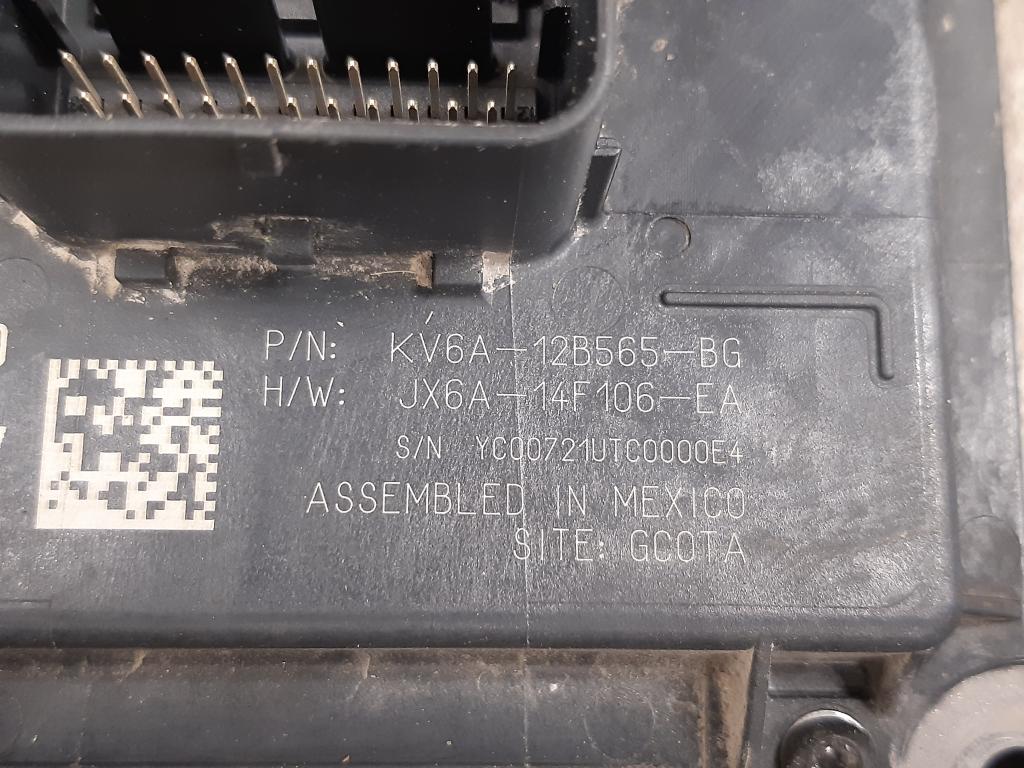 P/N: KV6A-12B565-BG
H/W: JX6A-14F106-EA
S/N YC00721UTC0000E4
ASSEMBLED IN MEXICO
SITE: GCOTA